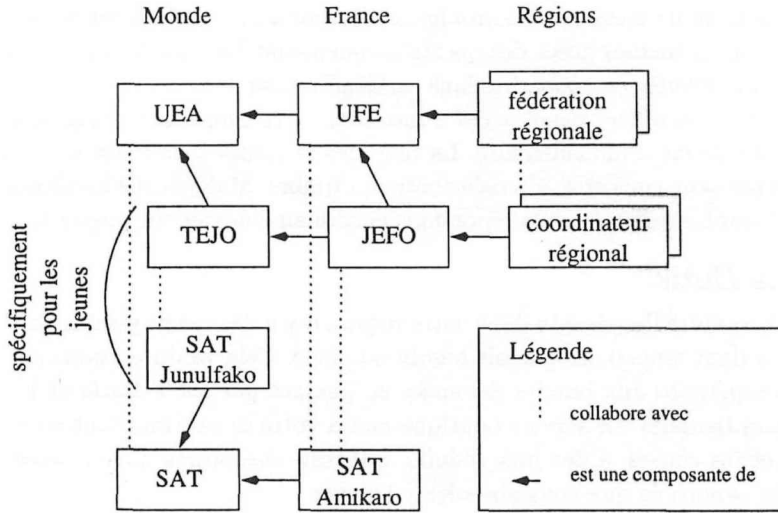 Monde
France
Régions
UEA
UFE
fédération
régionale
TEJO
JEFO
coordinateur
régional
spécifiquement
pour les
jeunes
SAT
Junulfako
SAT
SAT
Amikaro
Légende
collabore avec
est une composante de